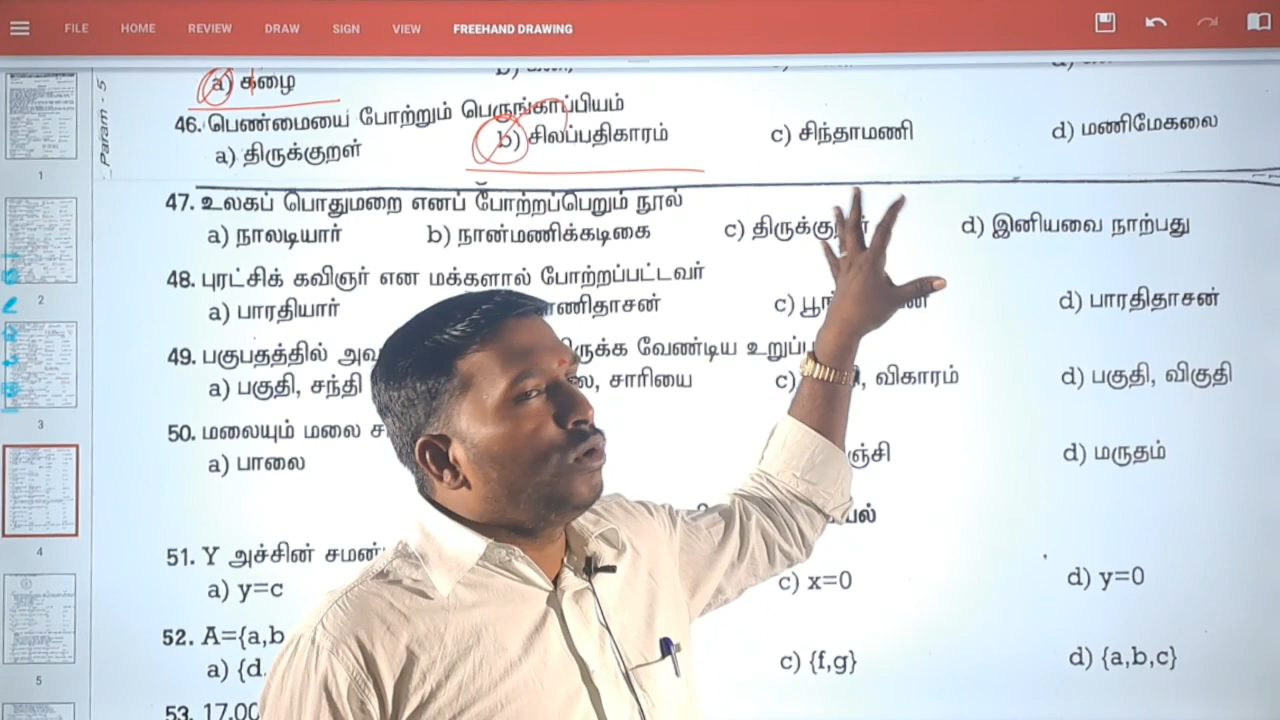 FILE HOME REVIEW DRAW SIGN VIEW FREEHAND DRAWING
Param - 5
a) கழை
46. பெண்மையை போற்றும் பெருங்காப்பியம்
a) திருக்குறள் b) சிலப்பதிகாரம் c) சிந்தாமணி d) மணிமேகலை
47. உலகப் பொதுமறை எனப் போற்றப்பெறும் நூல்
a) நாலடியார் b) நான்மணிக்கடிகை c) திருக்கு d) இனியவை நாற்பது
48. புரட்சிக் கவிஞர் என மக்களால் போற்றப்பட்டவர்
a) பாரதியார் ணிதாசன் c) d) பாரதிதாசன்
49. பகுபதத்தில் ருக்க வேண்டிய உறுப்பு
a) பகுதி, சந்தி சாரியை c) விகாரம் d) பகுதி, விகுதி
50. மலையும் மலை
a) பாலை ஞ்சி d) மருதம்
51. Y அச்சின் சமன்
a) y=c c) x=0 d) y=0
52. A={a,b
a) {d. c) {f,g} d) {a,b,c}
53. 17,00
1
2
3
4
5